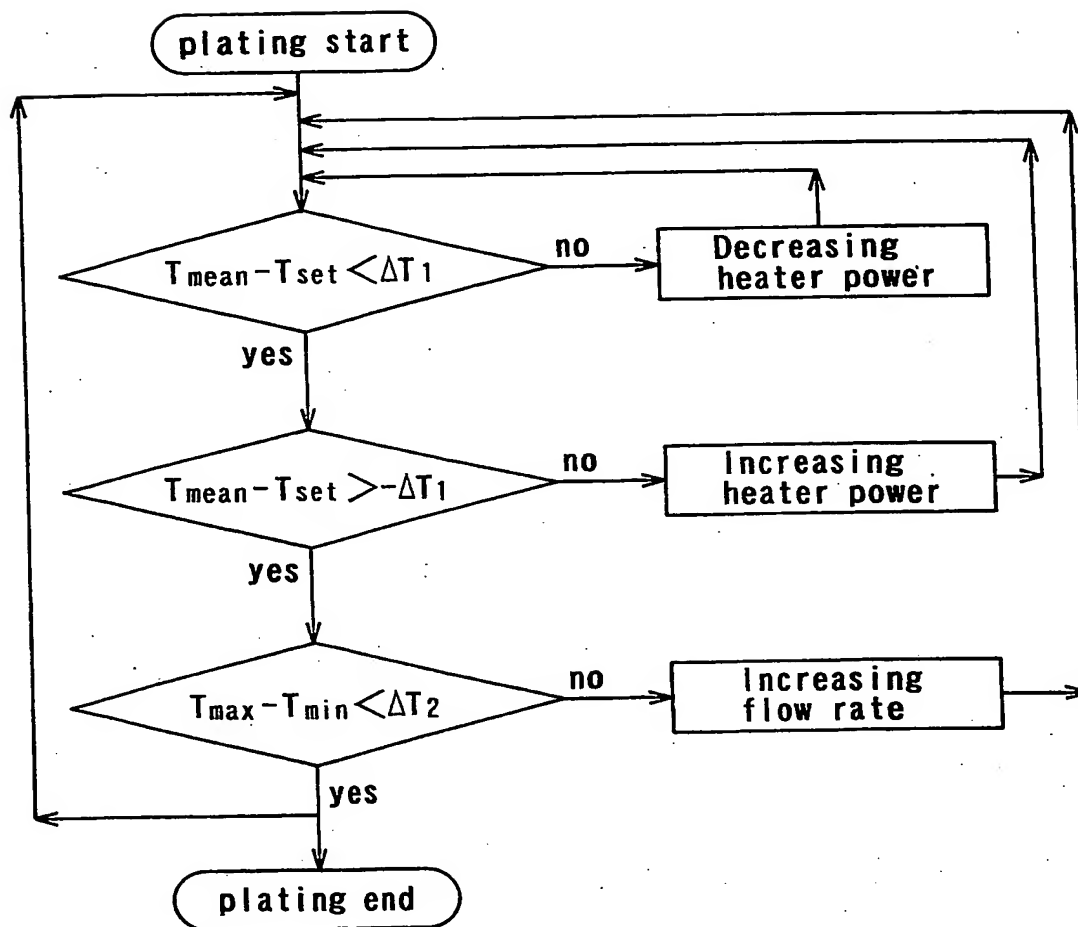 plating start
Tmean-Tset<ΔT1
no
Decreasing
heater power
yes
Tmean-Tset>-ΔT1
no
Increasing
heater power
yes
Tmax-Tmin<ΔT2
no
Increasing
flow rate
yes
plating end